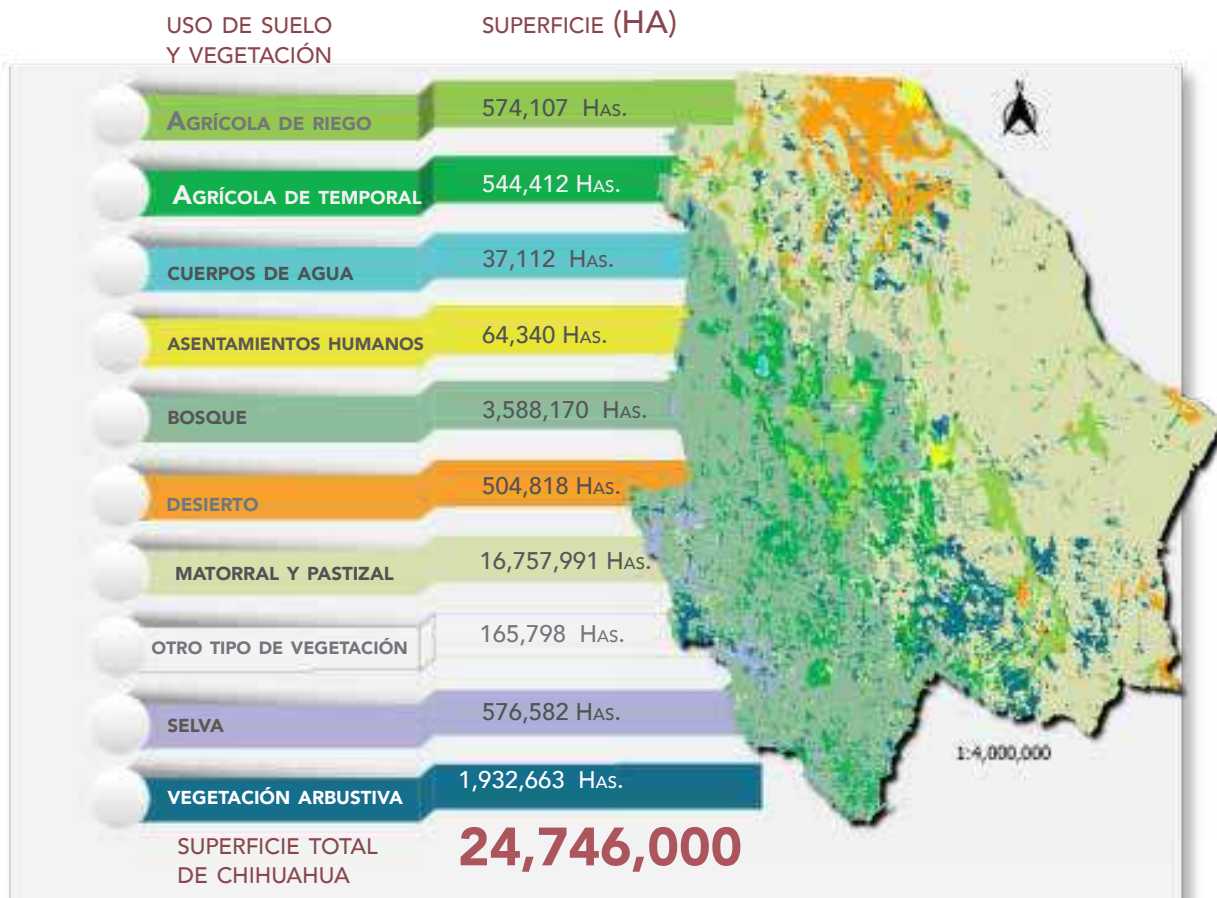 USO DE SUELO Y VEGETACIÓN
SUPERFICIE (HA)
AGRÍCOLA DE RIEGO 574,107 HAS.
AGRÍCOLA DE TEMPORAL 544,412 HAS.
CUERPOS DE AGUA 37,112 HAS.
ASENTAMIENTOS HUMANOS 64,340 HAS.
BOSQUE 3,588,170 HAS.
DESIERTO 504,818 HAS.
MATORRAL Y PASTIZAL 16,757,991 HAS.
OTRO TIPO DE VEGETACIÓN 165,798 HAS.
SELVA 576,582 HAS.
VEGETACIÓN ARBUSTIVA 1,932,663 HAS.
SUPERFICIE TOTAL DE CHIHUAHUA 24,746,000
N
1:4,000,000